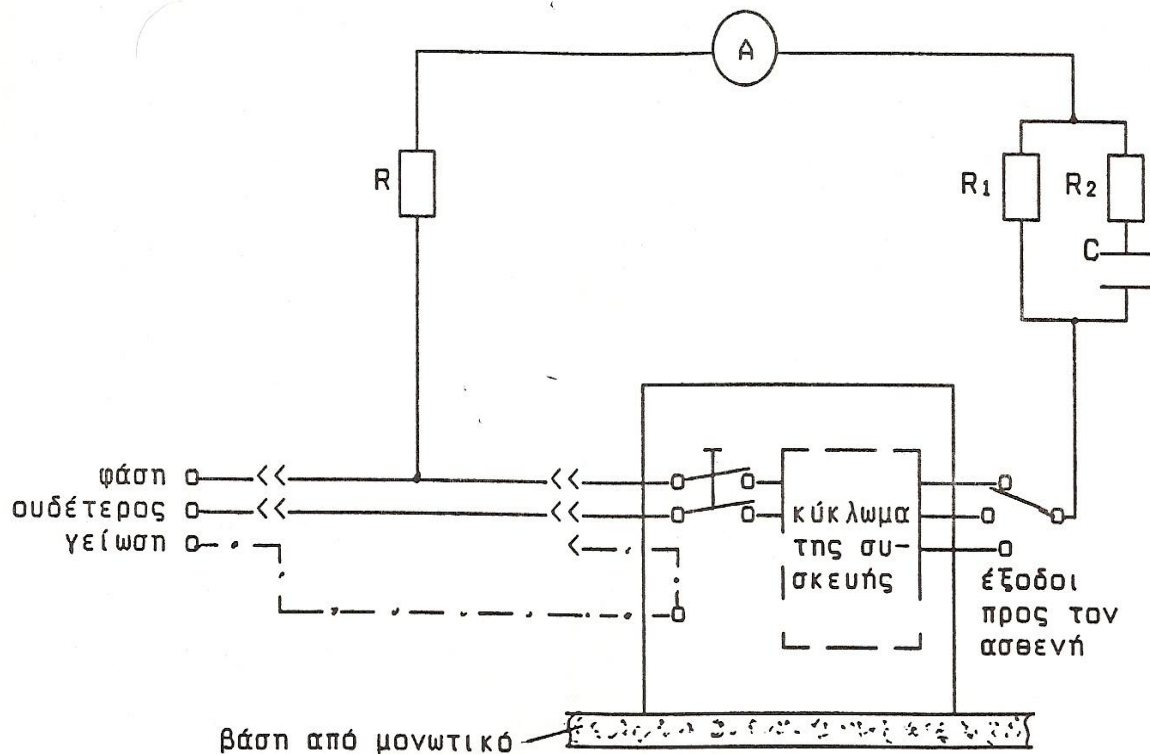 A
R
R1
R2
C
φάση
ουδέτερος
γείωση
κύκλωμα
της συ-
σκευής
έξοδοι
προς τον
ασθενή
βάση από μονωτικό